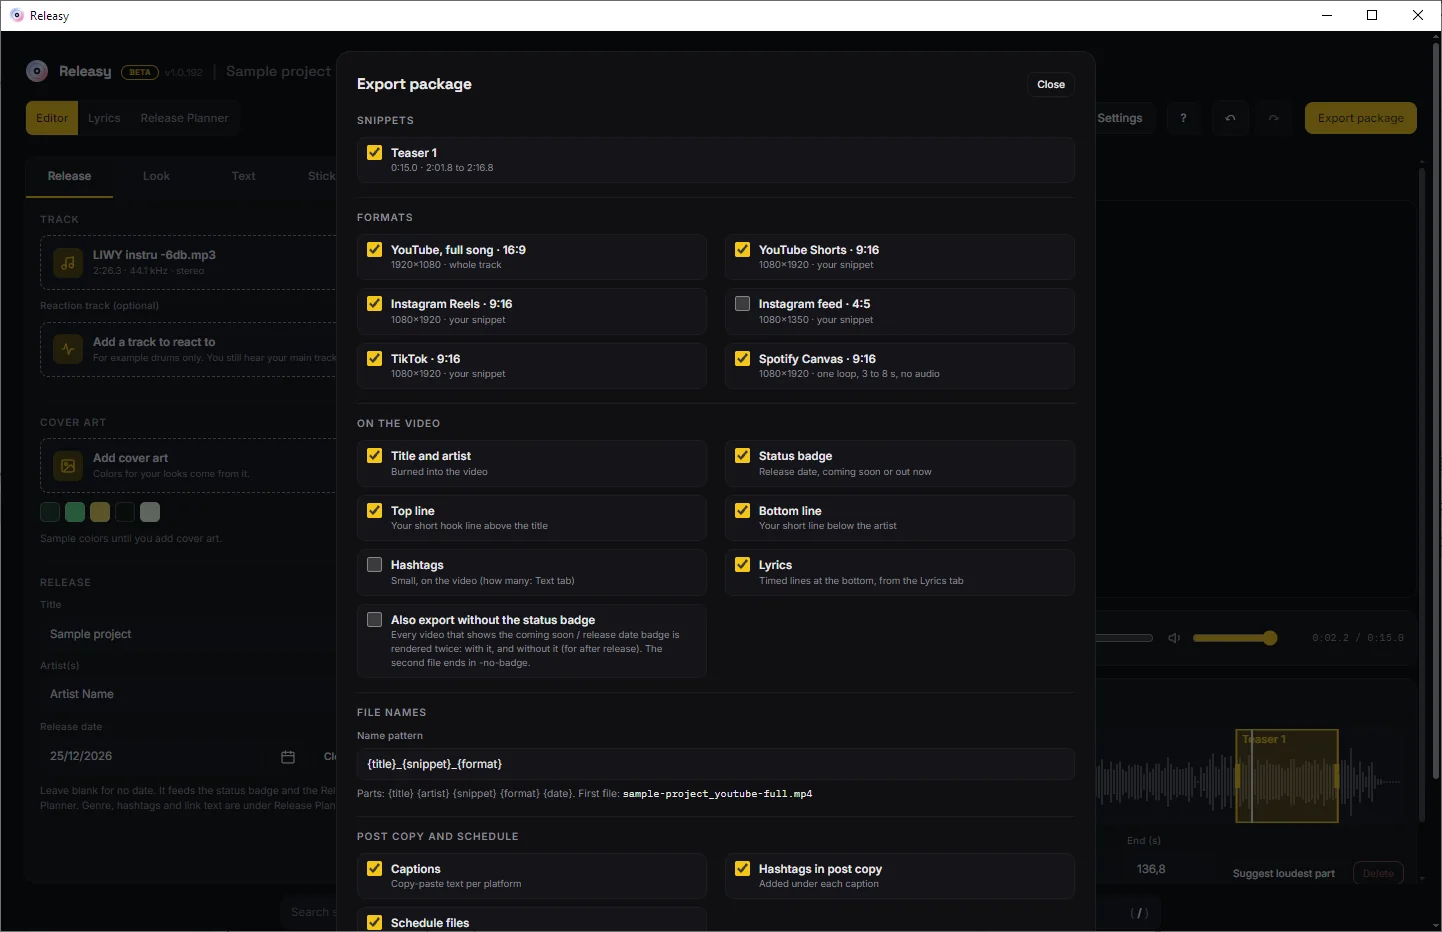 Releasy
Releasy BETA v1.0.192 | Sample project
Editor Lyrics Release Planner
Settings ? Export package
Release Look Text Stick
TRACK
LIWY instru -6db.mp3
2:26.3 · 44.1 kHz · stereo
Reaction track (optional)
Add a track to react to
For example drums only. You still hear your main track
COVER ART
Add cover art
Colors for your looks come from it.
Sample colors until you add cover art.
RELEASE
Title
Sample project
Artist(s)
Artist Name
Release date
25/12/2026
Leave blank for no date. It feeds the status badge and the Rel
Planner. Genre, hashtags and link text are under Release Plan
Search s
Export package
Close
SNIPPETS
Teaser 1
0:15.0 · 2:01.8 to 2:16.8
FORMATS
YouTube, full song · 16:9
1920×1080 · whole track
YouTube Shorts · 9:16
1080×1920 · your snippet
Instagram Reels · 9:16
1080×1920 · your snippet
Instagram feed · 4:5
1080×1350 · your snippet
TikTok · 9:16
1080×1920 · your snippet
Spotify Canvas · 9:16
1080×1920 · one loop, 3 to 8 s, no audio
ON THE VIDEO
Title and artist
Burned into the video
Status badge
Release date, coming soon or out now
Top line
Your short hook line above the title
Bottom line
Your short line below the artist
Hashtags
Small, on the video (how many: Text tab)
Lyrics
Timed lines at the bottom, from the Lyrics tab
Also export without the status badge
Every video that shows the coming soon / release date badge is
rendered twice: with it, and without it (for after release). The
second file ends in -no-badge.
FILE NAMES
Name pattern
{title}_{snippet}_{format}
Parts: {title} {artist} {snippet} {format} {date}. First file: sample-project_youtube-full.mp4
POST COPY AND SCHEDULE
Captions
Copy-paste text per platform
Hashtags in post copy
Added under each caption
Schedule files
0:02.2 / 0:15.0
Teaser 1
End (s)
136,8
Suggest loudest part
Delete
( / )